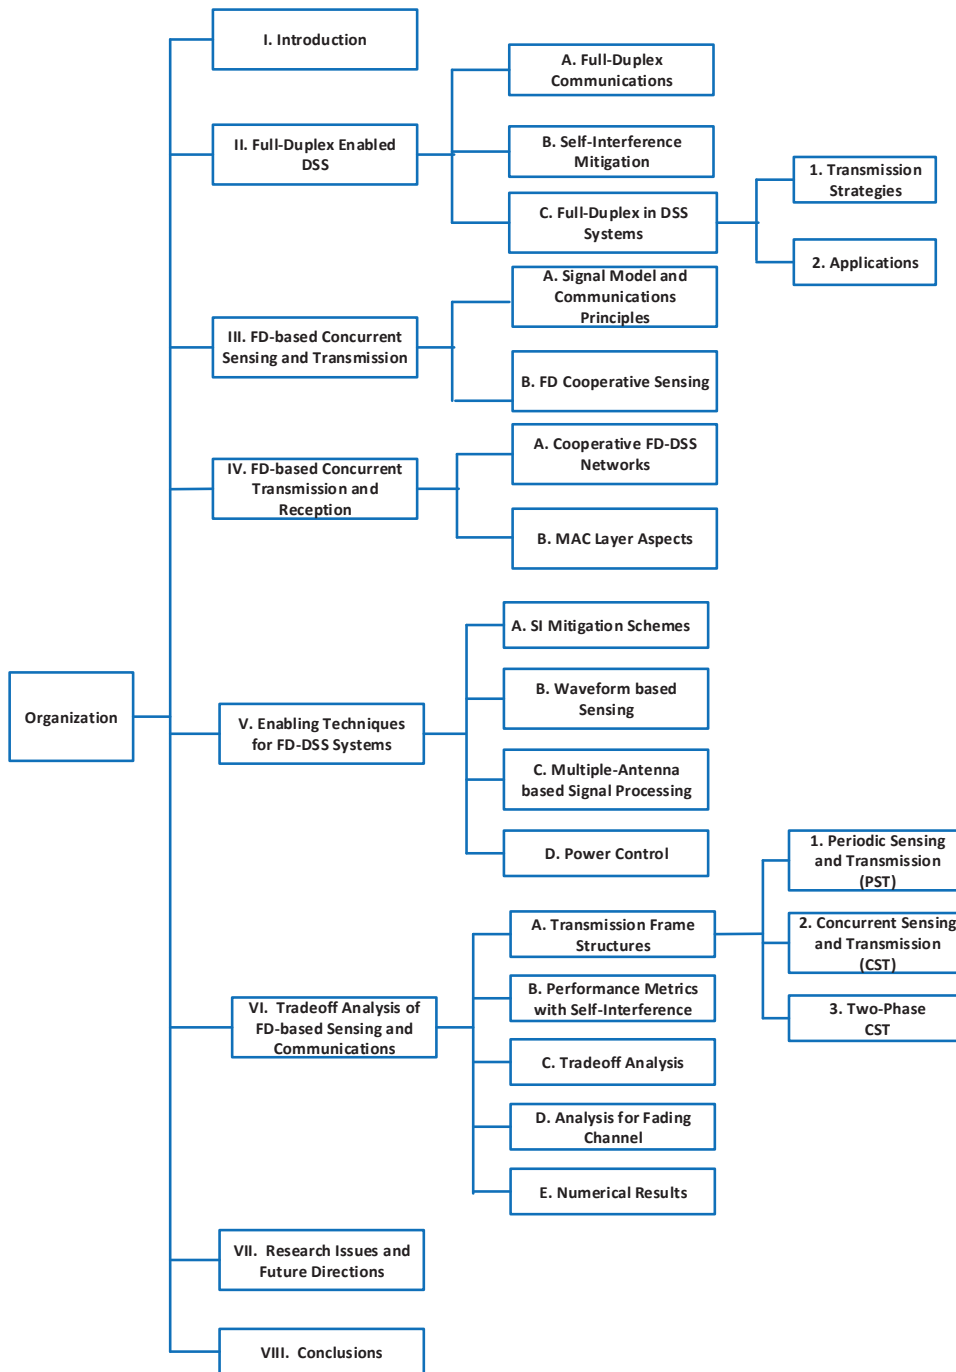 Organization
I. Introduction
II. Full-Duplex Enabled
DSS
A. Full-Duplex
Communications
B. Self-Interference
Mitigation
C. Full-Duplex in DSS
Systems
1. Transmission
Strategies
2. Applications
III. FD-based Concurrent
Sensing and Transmission
A. Signal Model and
Communications
Principles
B. FD Cooperative Sensing
IV. FD-based Concurrent
Transmission and
Reception
A. Cooperative FD-DSS
Networks
B. MAC Layer Aspects
V. Enabling Techniques
for FD-DSS Systems
A. SI Mitigation Schemes
B. Waveform based
Sensing
C. Multiple-Antenna
based Signal Processing
D. Power Control
VI. Tradeoff Analysis of
FD-based Sensing and
Communications
A. Transmission Frame
Structures
1. Periodic Sensing
and Transmission
(PST)
2. Concurrent Sensing
and Transmission
(CST)
3. Two-Phase
CST
B. Performance Metrics
with Self-Interference
C. Tradeoff Analysis
D. Analysis for Fading
Channel
E. Numerical Results
VII. Research Issues and
Future Directions
VIII. Conclusions